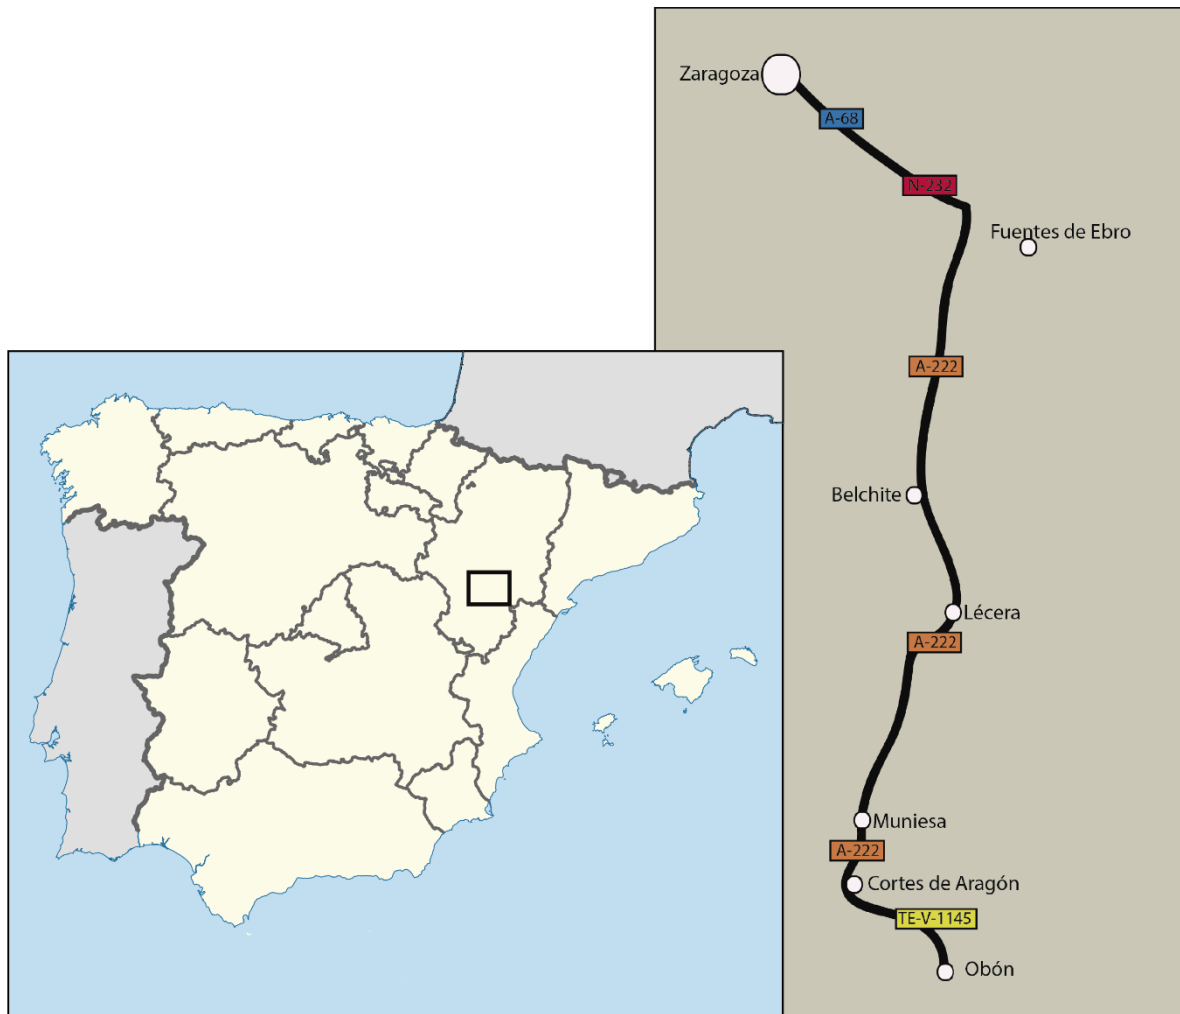 Zaragoza
A-68
N-232
Fuentes de Ebro
A-222
Belchite
Lécera
A-222
Muniesa
A-222
Cortes de Aragón
TE-V-1145
Obón